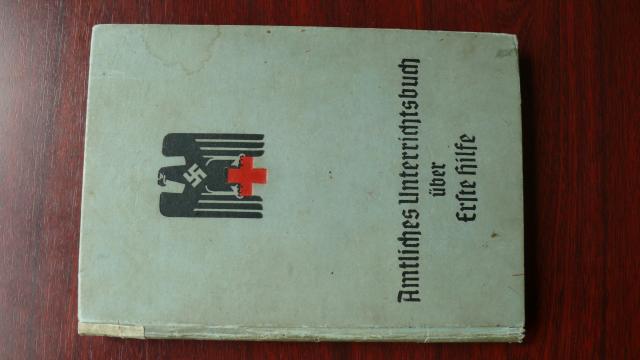 Amtliches Unterrichtsbuch
über
Erste Hilfe